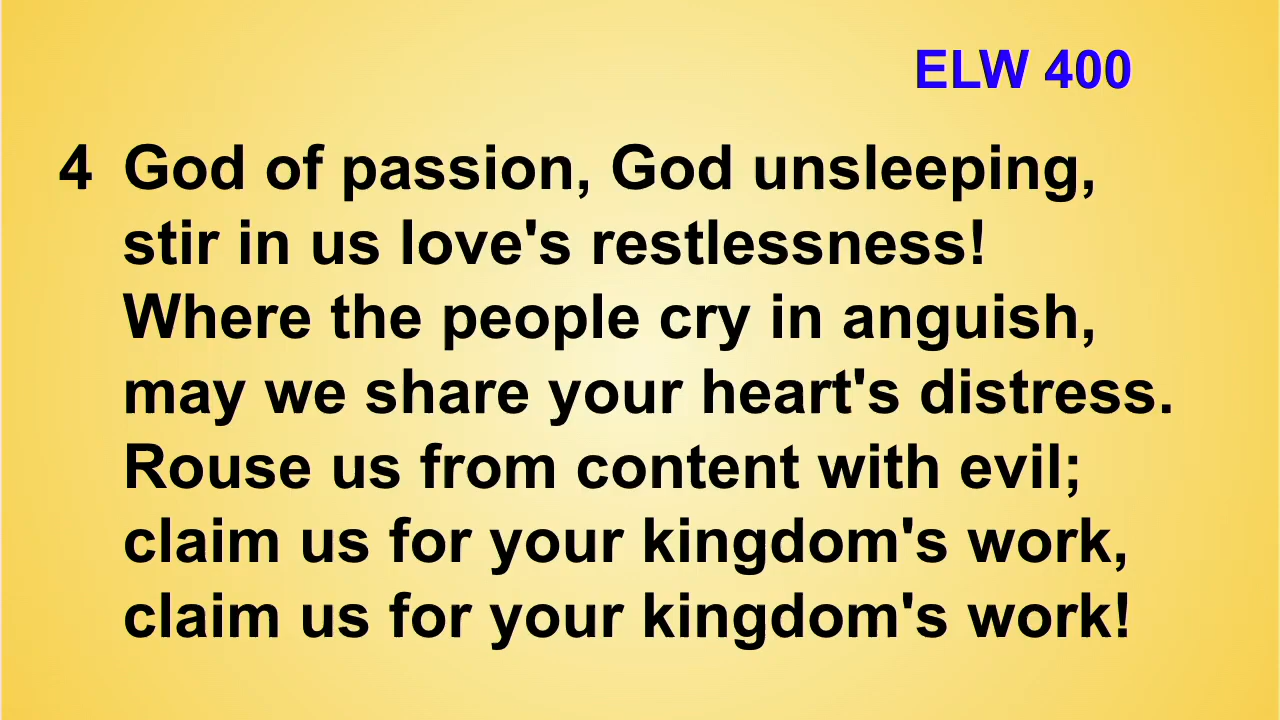 ELW 400
4 God of passion, God unsleeping,
stir in us love's restlessness!
Where the people cry in anguish,
may we share your heart's distress.
Rouse us from content with evil;
claim us for your kingdom's work,
claim us for your kingdom's work!